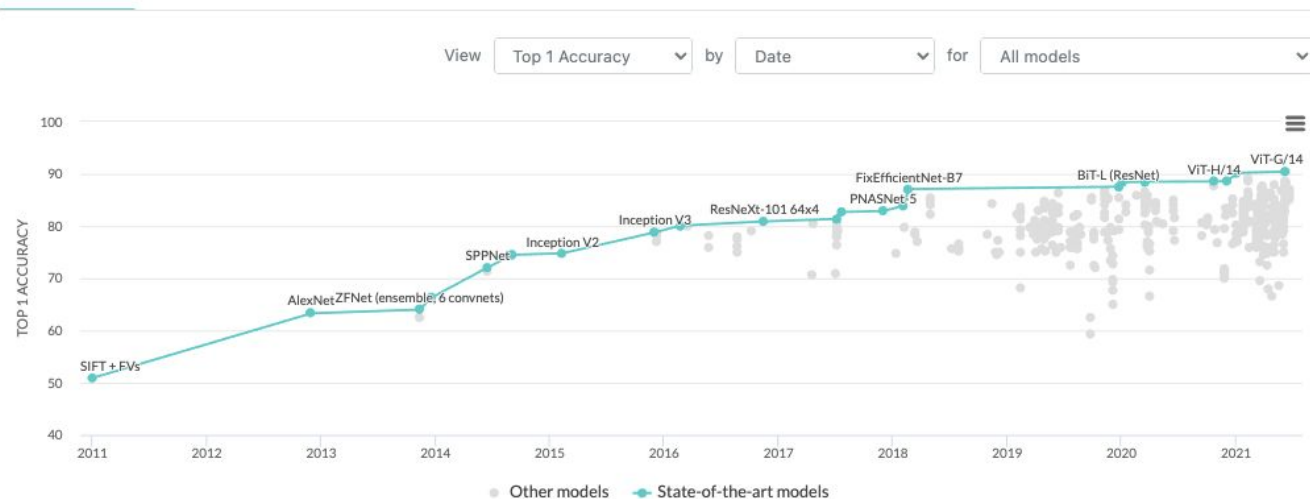 View Top 1 Accuracy by Date for All models
100
90
80
70
60
50
40
TOP 1 ACCURACY
SIFT + FVs
AlexNet
ZFNet (ensemble, 6 convnets)
SPPNet
Inception V2
Inception V3
ResNeXt-101 64x4
PNASNet-5
FixEfficientNet-B7
BiT-L (ResNet)
ViT-H/14
ViT-G/14
2011 2012 2013 2014 2015 2016 2017 2018 2019 2020 2021
Other models State-of-the-art models